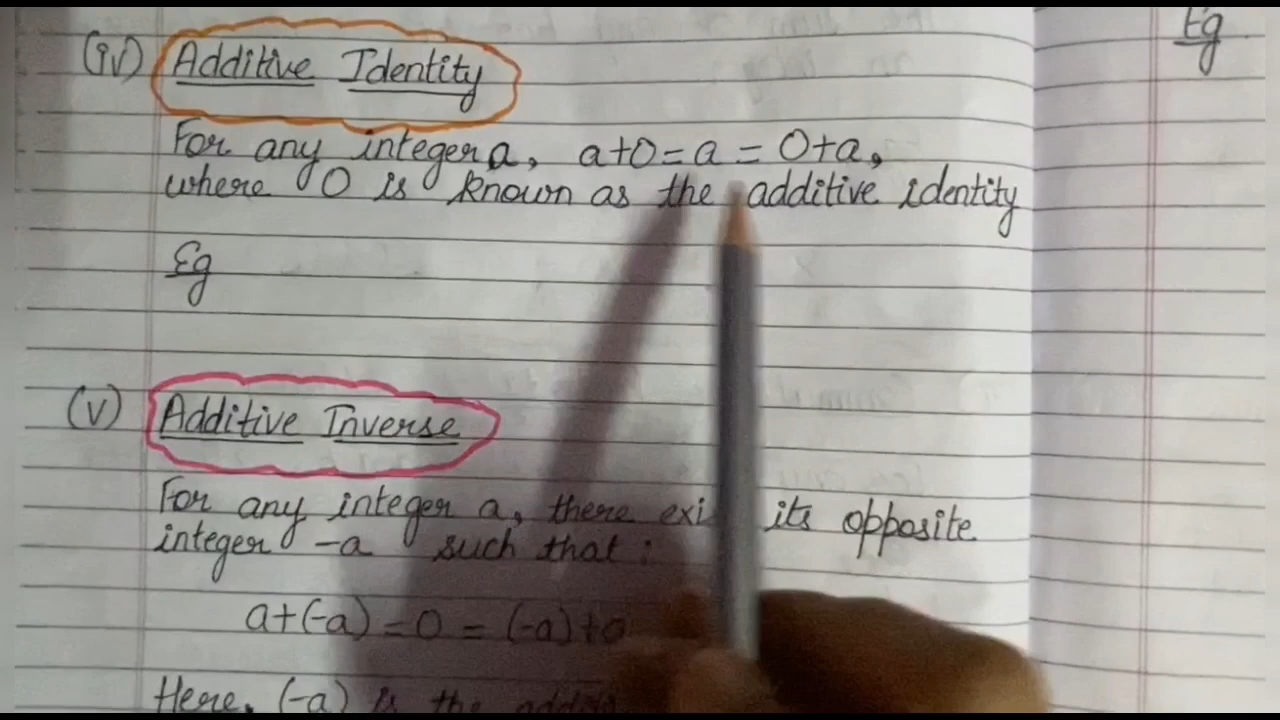 (iv) Additive Identity
For any integer a, a+0=a=0+a,
where 0 is known as the additive identity
Eg
(v) Additive Inverse
For any integer a, there its opposite
integer -a such that:
a+(-a)=0=(-a)+a
Here, (-a) is the
Eg